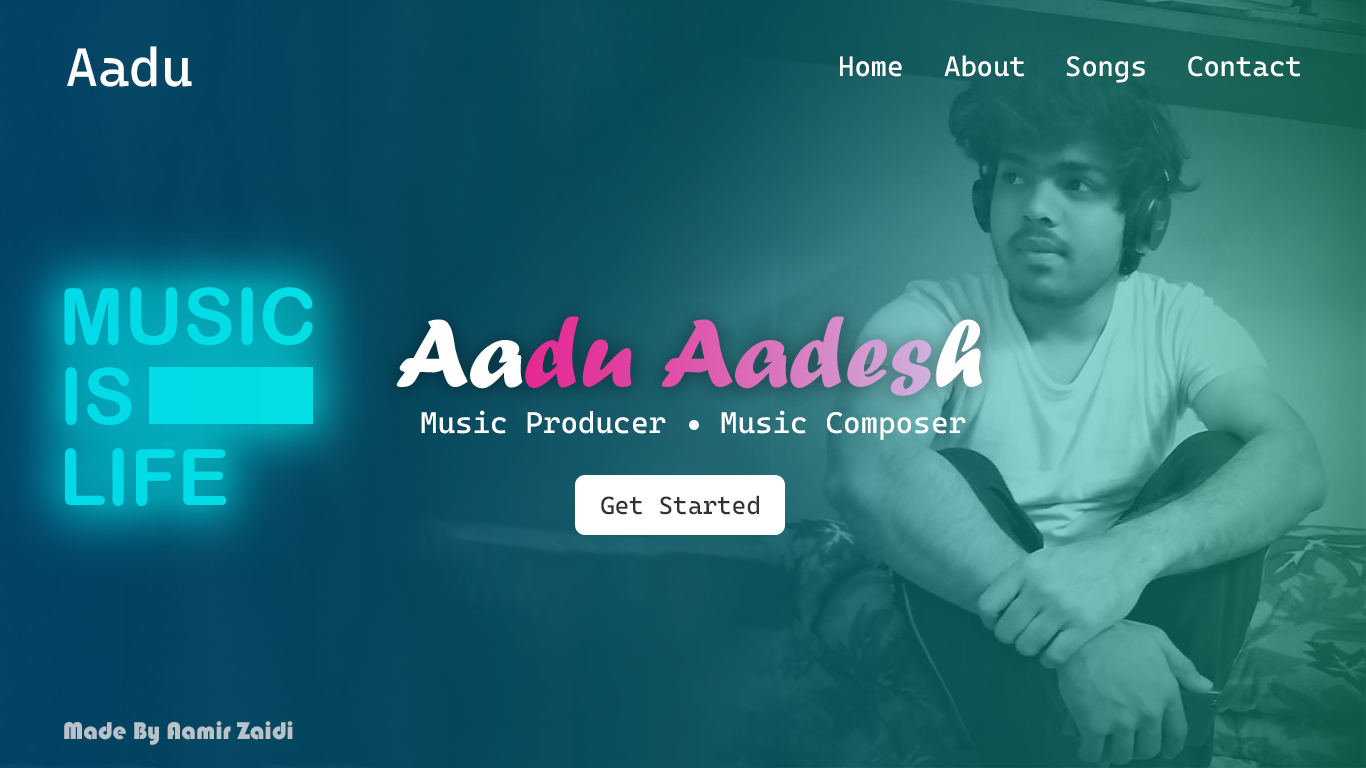 Aadu
Home About Songs Contact
MUSIC
IS
LIFE
Aadu Aadesh
Music Producer • Music Composer
Get Started
Made By Aamir Zaidi